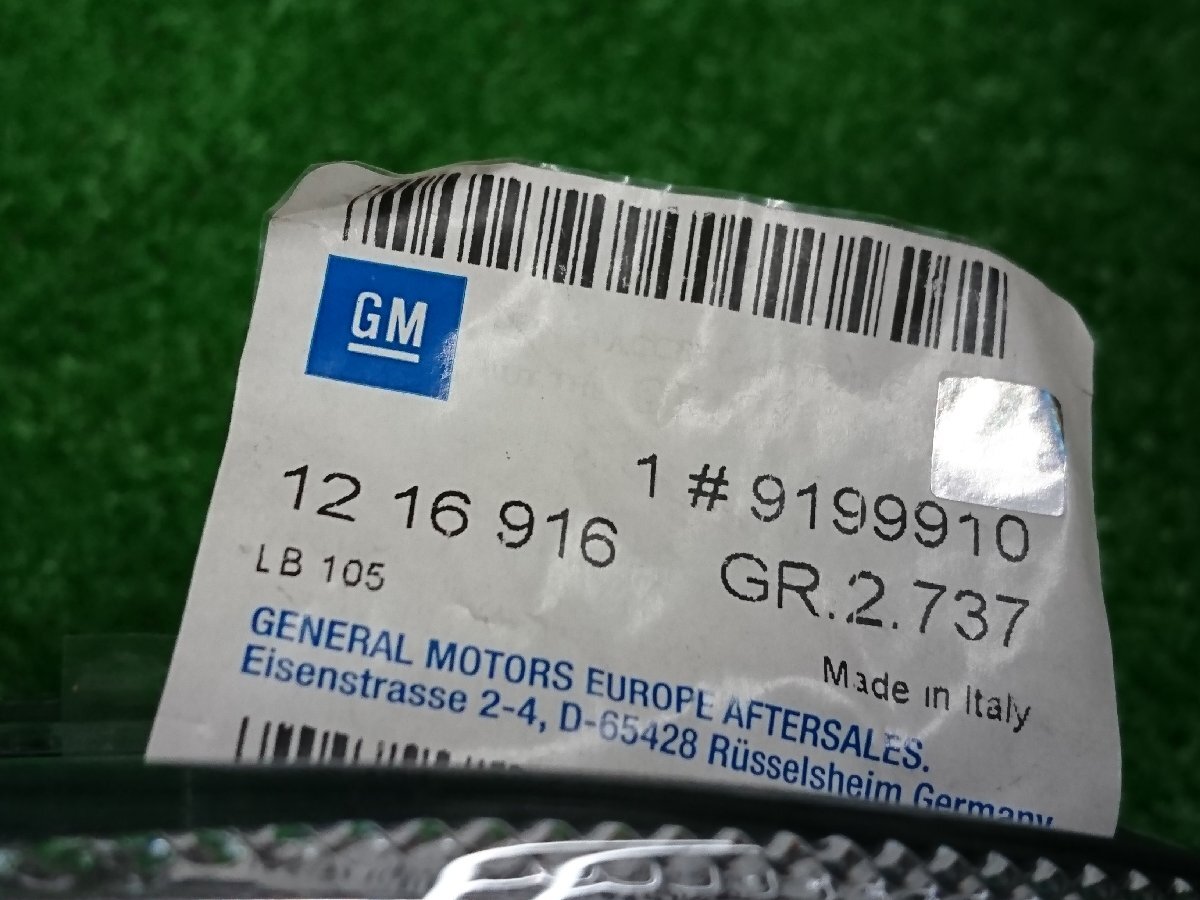 GM
12 16 916
1 # 9199910
LB 105
GR.2.737
Made in Italy
GENERAL MOTORS EUROPE AFTERSALES.
Eisenstrasse 2-4, D-65428 Rüsselsheim Germany